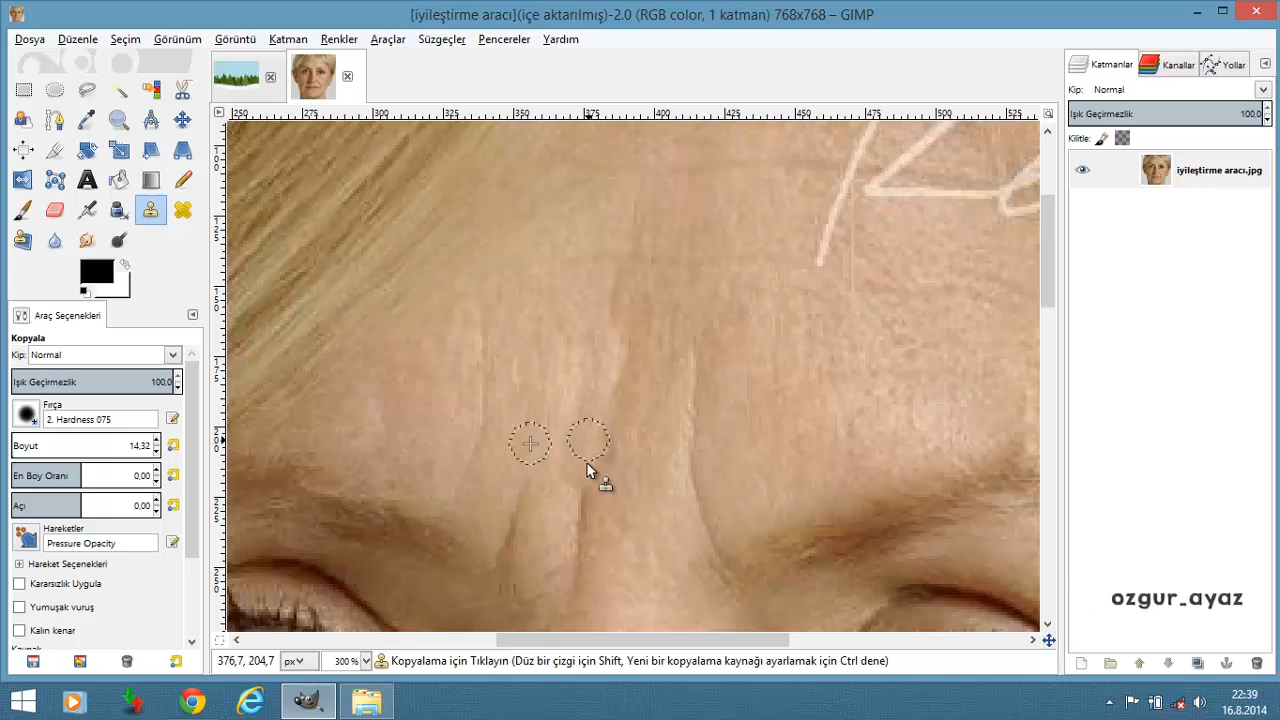 [iyileştirme aracı](içe aktarılmış)-2.0 (RGB color, 1 katman) 768x768 – GIMP
Dosya Düzenle Seçim Görünüm Görüntü Katman Renkler Araçlar Süzgeçler Pencereler Yardım
Katmanlar Kanallar Yollar
Kip: Normal
Işık Geçirmezlik 100,0
Kilitle:
iyileştirme aracı.jpg
250 275 300 325 350 375 400 425 450 475 500 525
Araç Seçenekleri
Kopyala
Kip: Normal
Işık Geçirmezlik 100,0
Fırça
2. Hardness 075
Boyut 14,32
En Boy Oranı 0,00
Açı 0,00
Hareketler
Pressure Opacity
Hareket Seçenekleri
Kararsızlık Uygula
Yumuşak vuruş
Kalın kenar
ozgur_ayaz
376,7, 204,7 px 300 % Kopyalama için Tıklayın (Düz bir çizgi için Shift, Yeni bir kopyalama kaynağı ayarlamak için Ctrl dene)
22:39
16.8.2014